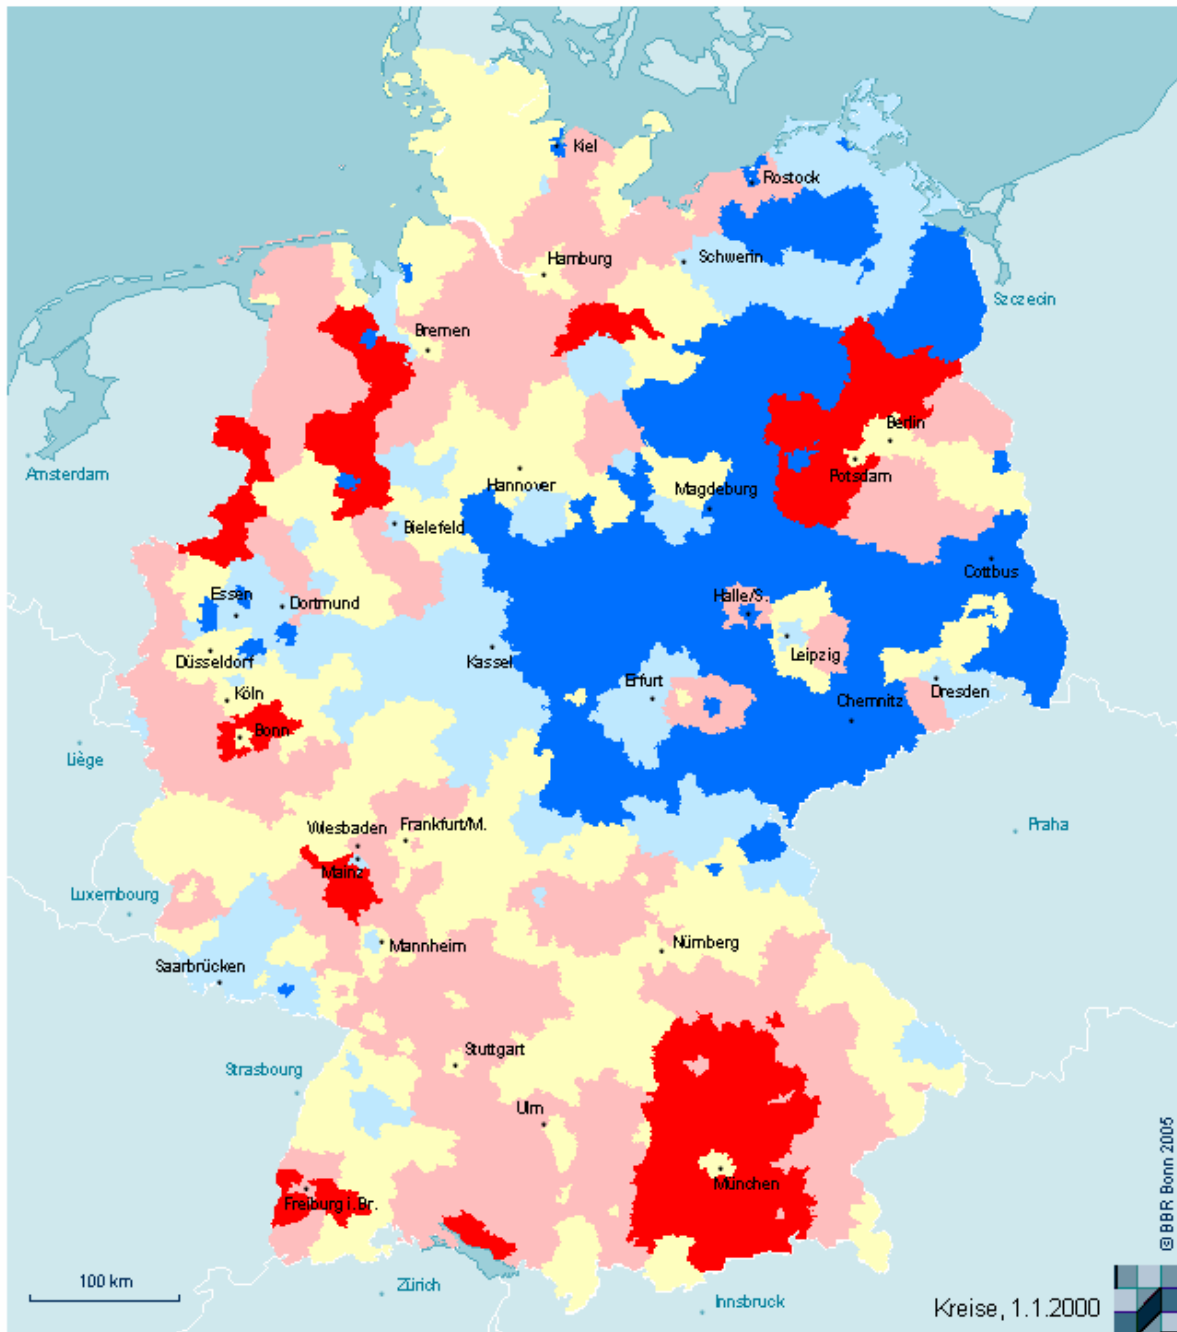 Kiel
Rostock
Hamburg
Schwerin
Szczecin
Bremen
Berlin
Amsterdam
Potsdam
Hannover
Magdeburg
Bielefeld
Cottbus
Essen
Dortmund
Halle/S.
Leipzig
Düsseldorf
Kassel
Erfurt
Dresden
Köln
Chemnitz
Bonn
Liège
Praha
Wiesbaden
Frankfurt/M.
Mainz
Luxembourg
Mannheim
Nürnberg
Saarbrücken
Stuttgart
Strasbourg
Ulm
München
Freiburg i.Br.
100 km
Zürich
Innsbruck
Kreise, 1.1.2000
© BBR Bonn 2005